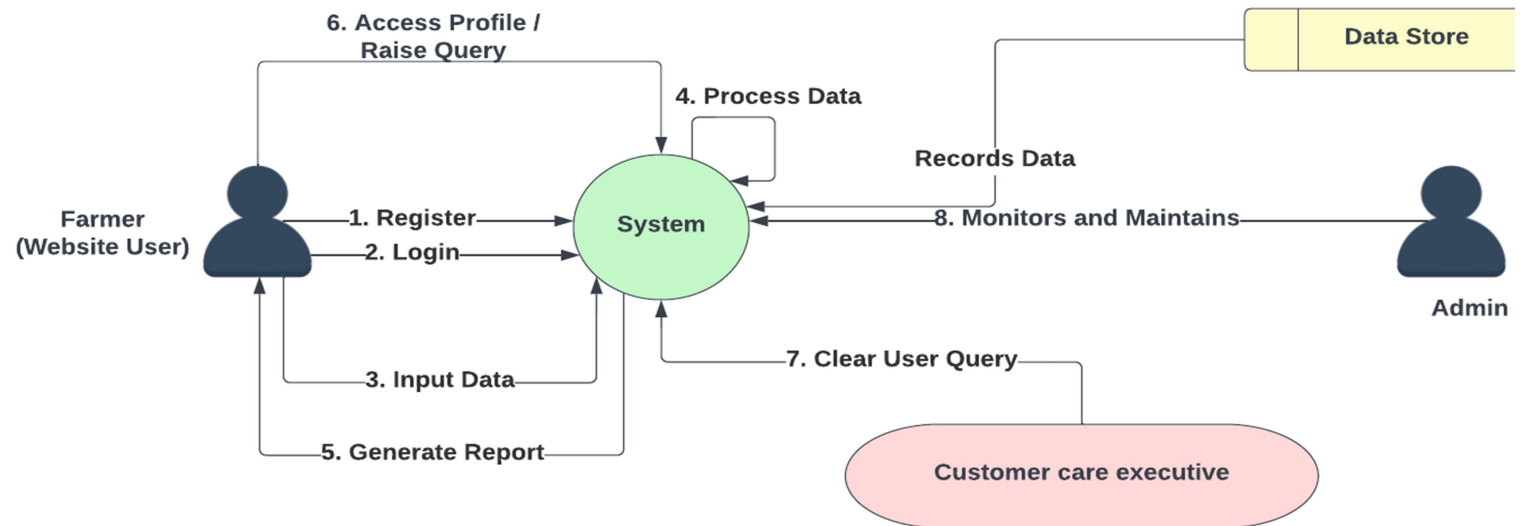 6. Access Profile /
Raise Query
Data Store
4. Process Data
Records Data
Farmer
(Website User)
1. Register
System
8. Monitors and Maintains
2. Login
Admin
7. Clear User Query
3. Input Data
5. Generate Report
Customer care executive